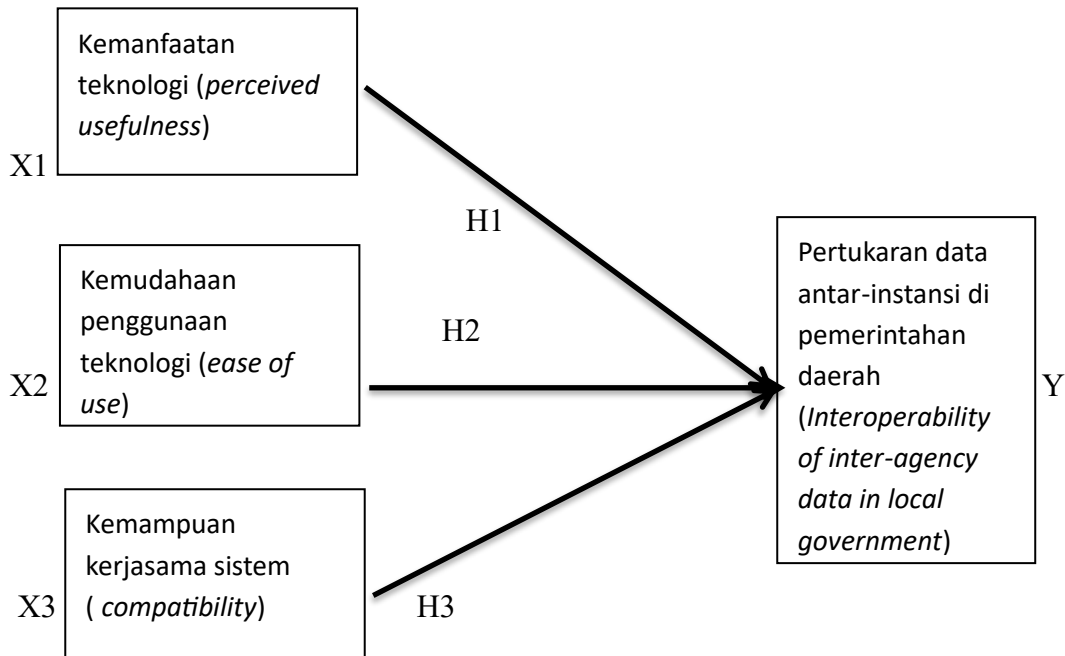 Kemanfaatan
teknologi (perceived
usefulness)
X1
H1
Kemudahaan
penggunaan
teknologi (ease of
use)
X2
H2
Kemampuan
kerjasama sistem
( compatibility)
X3
H3
Pertukaran data
antar-instansi di
pemerintahan
daerah
(Interoperability
of inter-agency
data in local
government)
Y